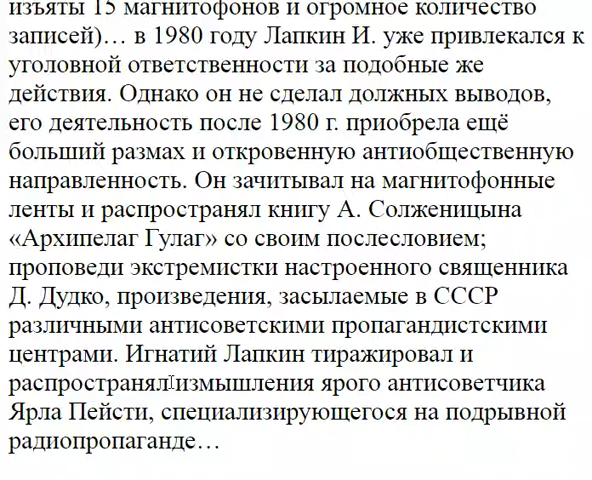 изъяты 15 магнитофонов и огромное количество
записей)… в 1980 году Лапкин И. уже привлекался к
уголовной ответственности за подобные же
действия. Однако он не сделал должных выводов,
его деятельность после 1980 г. приобрела ещё
больший размах и откровенную антиобщественную
направленность. Он зачитывал на магнитофонные
ленты и распространял книгу А. Солженицына
«Архипелаг Гулаг» со своим послесловием;
проповеди экстремистки настроенного священника
Д. Дудко, произведения, засылаемые в СССР
различными антисоветскими пропагандистскими
центрами. Игнатий Лапкин тиражировал и
распространял измышления ярого антисоветчика
Ярла Пейсти, специализирующегося на подрывной
радиопропаганде…